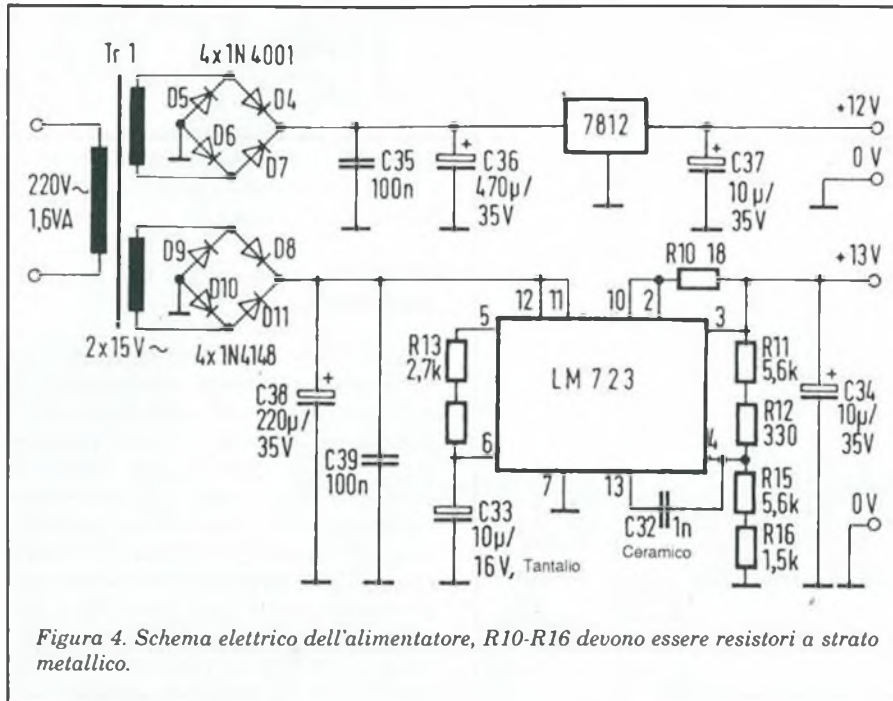 Tr 1
4x1N 4001
D5
D4
D6
D7
220V~
1,6VA
C35
100n
C36
470µ/
35V
+
7812
+
C37
10µ/
35V
+12V
0V
D9
D8
D10
D11
2x15V~
4x1N4148
+
C38
220µ/
35V
C39
100n
R13
2,7k
5
6
C33
10µ/
16V, Tantalio
12
11
10
2
3
4
7
13
LM 723
C32
1n
Ceramico
R10 18
+13V
R11
5,6k
R12
330
R15
5,6k
R16
1,5k
+
C34
10µ/
35V
0V
Figura 4. Schema elettrico dell'alimentatore, R10-R16 devono essere resistori a strato
metallico.